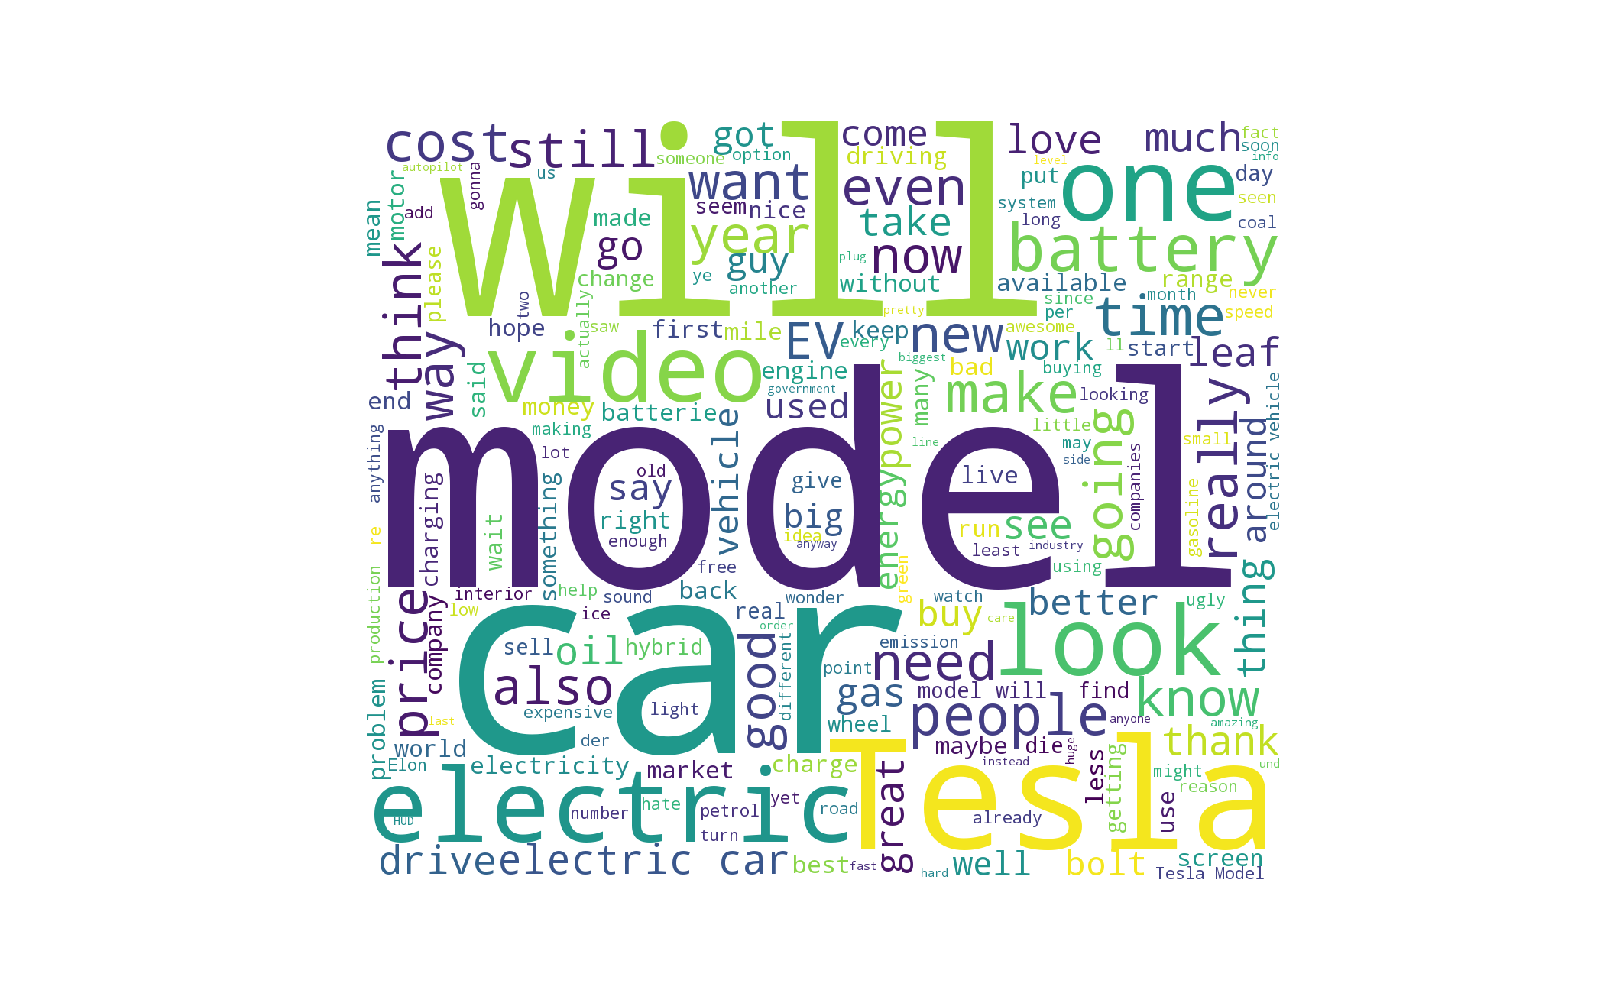 cost
still
will
got
come
love
much
fact
soon
info
autopilot
gonna
us
someone
option
driving
level
one
want
even
put
day
seen
mean
motor
add
made
seem
nice
take
system
long
coal
go
year
now
battery
think
way
please
guy
plug
change
ye
another
without
available
range
never
two
actually
since
month
pretty
per
speed
hope
saw
first
mile
EV
keep
every
new
awesome
work
ll
start
time
leaf
video
engine
biggest
bad
buying
said
government
many
make
looking
end
money
batterie
used
little
really
around
electric vehicle
making
vehicle
energy
power
line
may
side
going
small
lot
anything
charging
old
say
give
live
companies
right
big
see
wait
something
enough
idea
anyway
run
least
industry
using
gasoline
model
re
production
free
green
thing
company
interior
help
sound
back
wonder
watch
better
ugly
low
price
ice
real
order
buy
care
car
good
different
look
sell
oil
hybrid
emission
need
point
also
gas
model will
find
know
problem
expensive
light
last
wheel
people
anyone
amazing
world
der
maybe
die
huge
thank
Elon
electricity
market
charge
instead
less
getting
might
und
electric
Tesla
reason
use
number
hate
petrol
yet
road
great
already
HUD
turn
drive
electric car
best
fast
hard
well
bolt
screen
Tesla Model